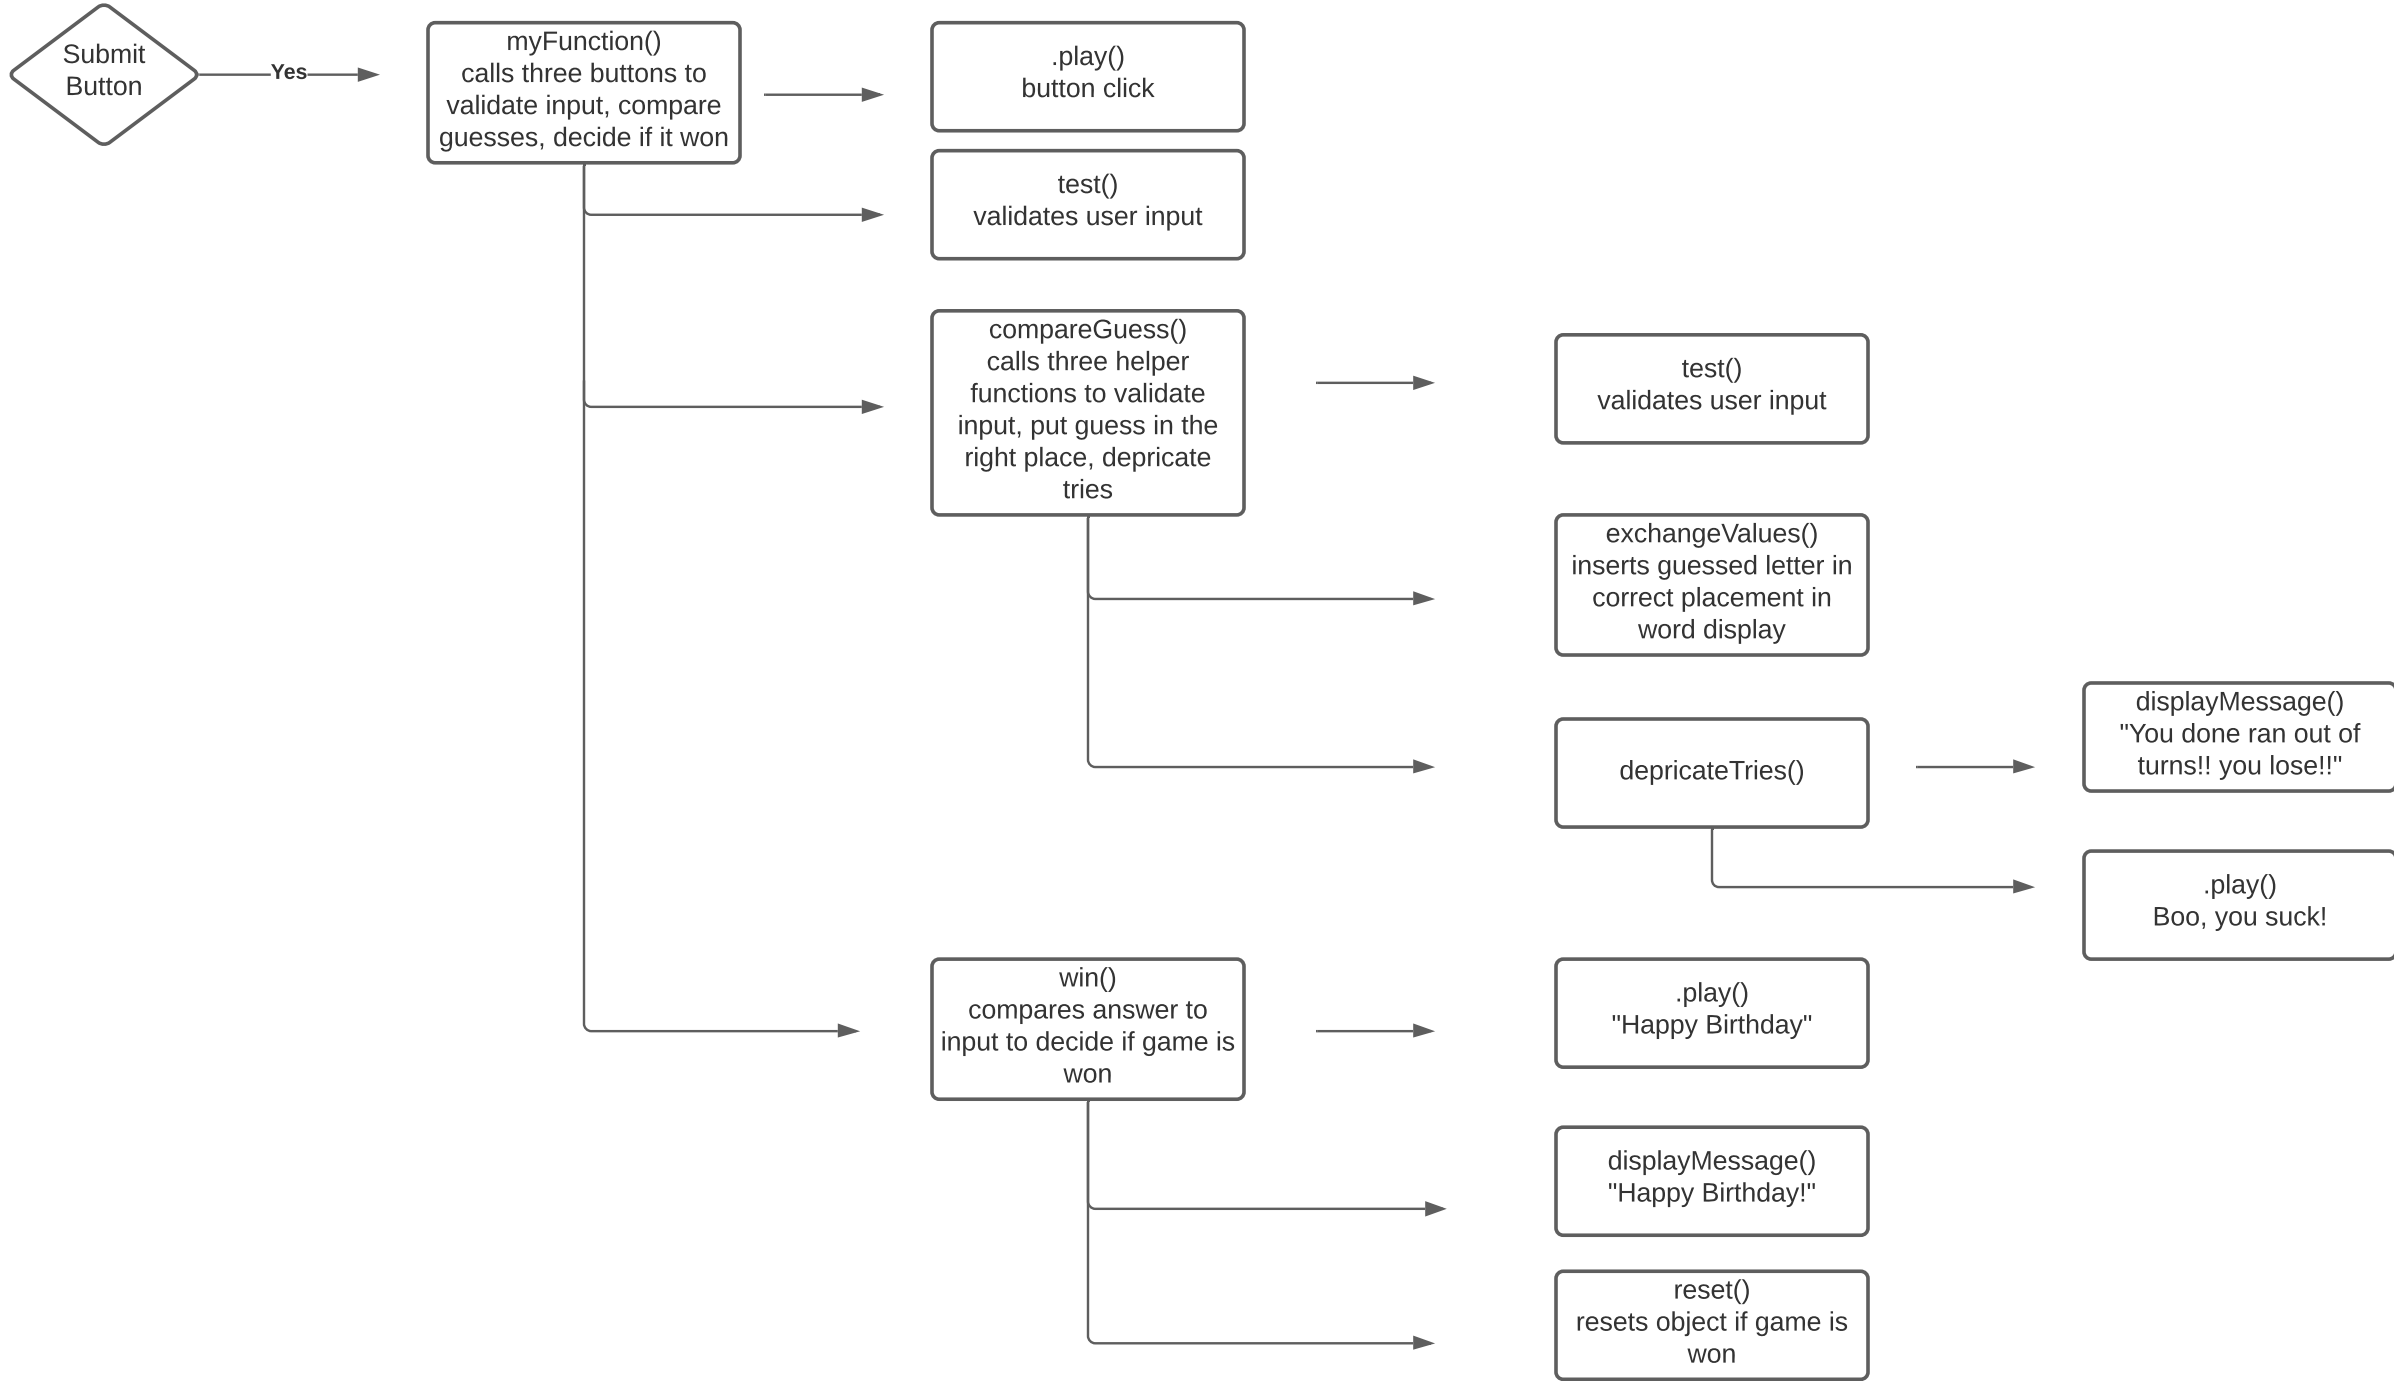 Submit
Button
Yes
myFunction()
calls three buttons to
validate input, compare
guesses, decide if it won
.play()
button click
test()
validates user input
compareGuess()
calls three helper
functions to validate
input, put guess in the
right place, depricate
tries
test()
validates user input
exchangeValues()
inserts guessed letter in
correct placement in
word display
depricateTries()
displayMessage()
"You done ran out of
turns!! you lose!!"
.play()
Boo, you suck!
win()
compares answer to
input to decide if game is
won
.play()
"Happy Birthday"
displayMessage()
"Happy Birthday!"
reset()
resets object if game is
won